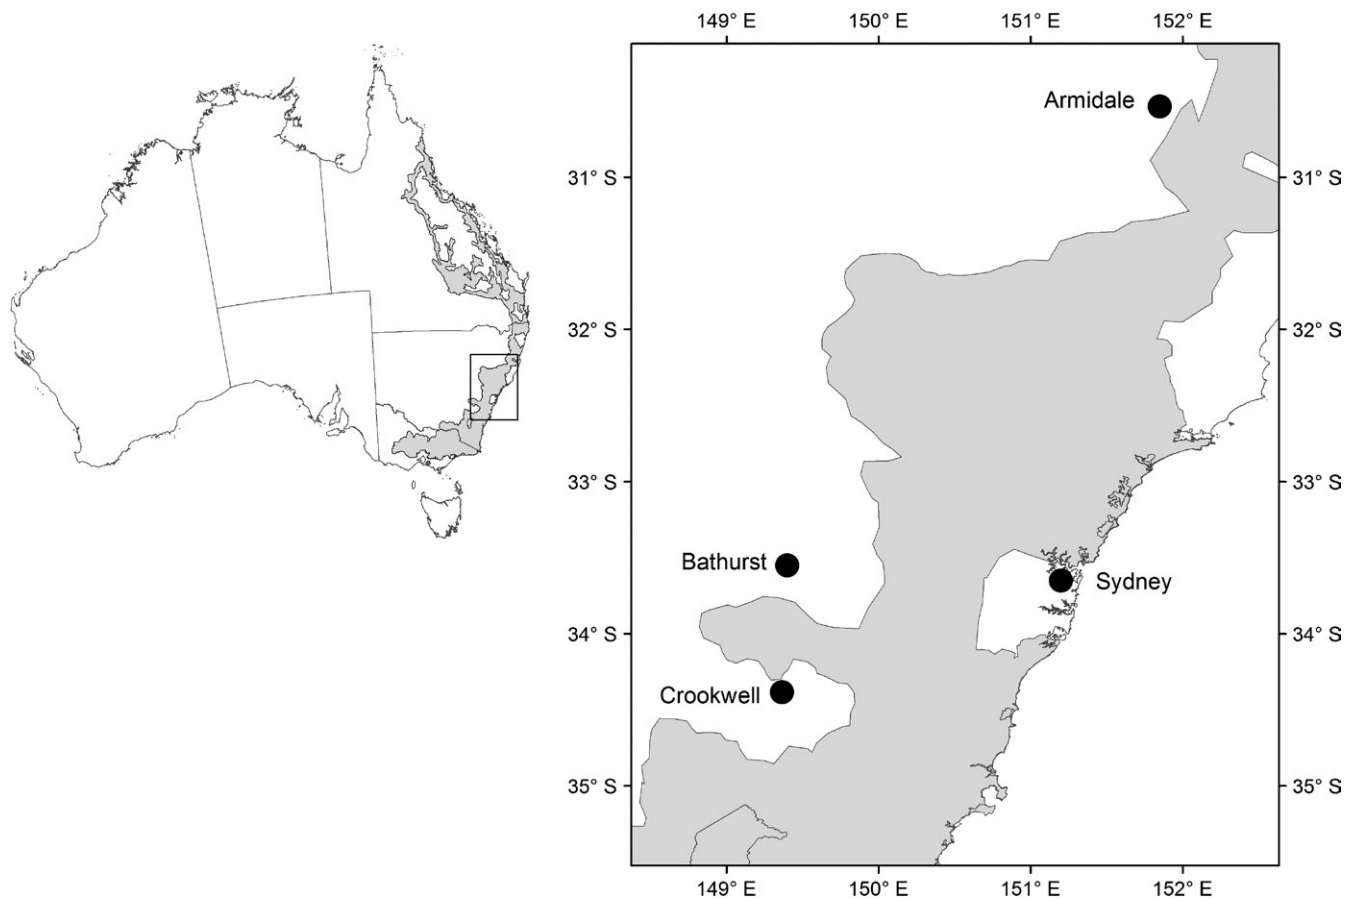 149° E 150° E 151° E 152° E
Armidale
31° S 31° S
32° S 32° S
33° S 33° S
Bathurst
Sydney
34° S 34° S
Crookwell
35° S 35° S
149° E 150° E 151° E 152° E